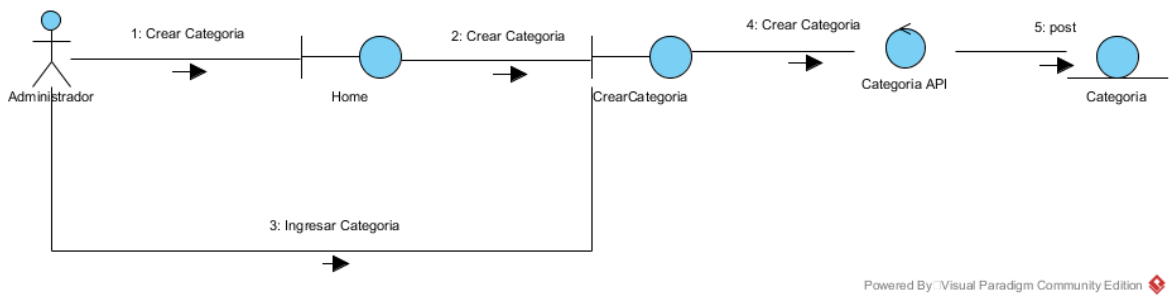 1: Crear Categoria
2: Crear Categoria
4: Crear Categoria
5: post
Administrador
Home
CrearCategoria
Categoria API
Categoria
3: Ingresar Categoria
Powered By Visual Paradigm Community Edition